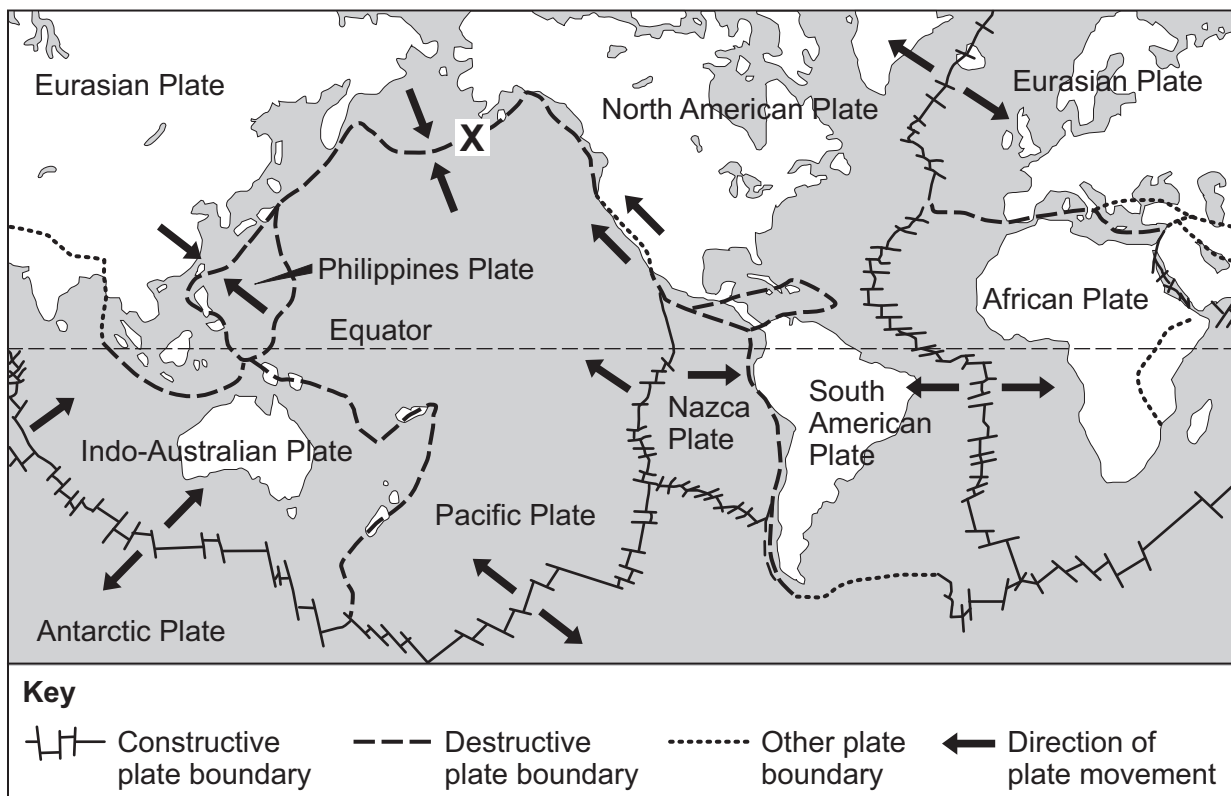 Eurasian Plate
North American Plate
Eurasian Plate
X
Philippines Plate
African Plate
Equator
Nazca
Plate
South
American
Plate
Indo-Australian Plate
Pacific Plate
Antarctic Plate
Key
Constructive
plate boundary
Destructive
plate boundary
Other plate
boundary
Direction of
plate movement